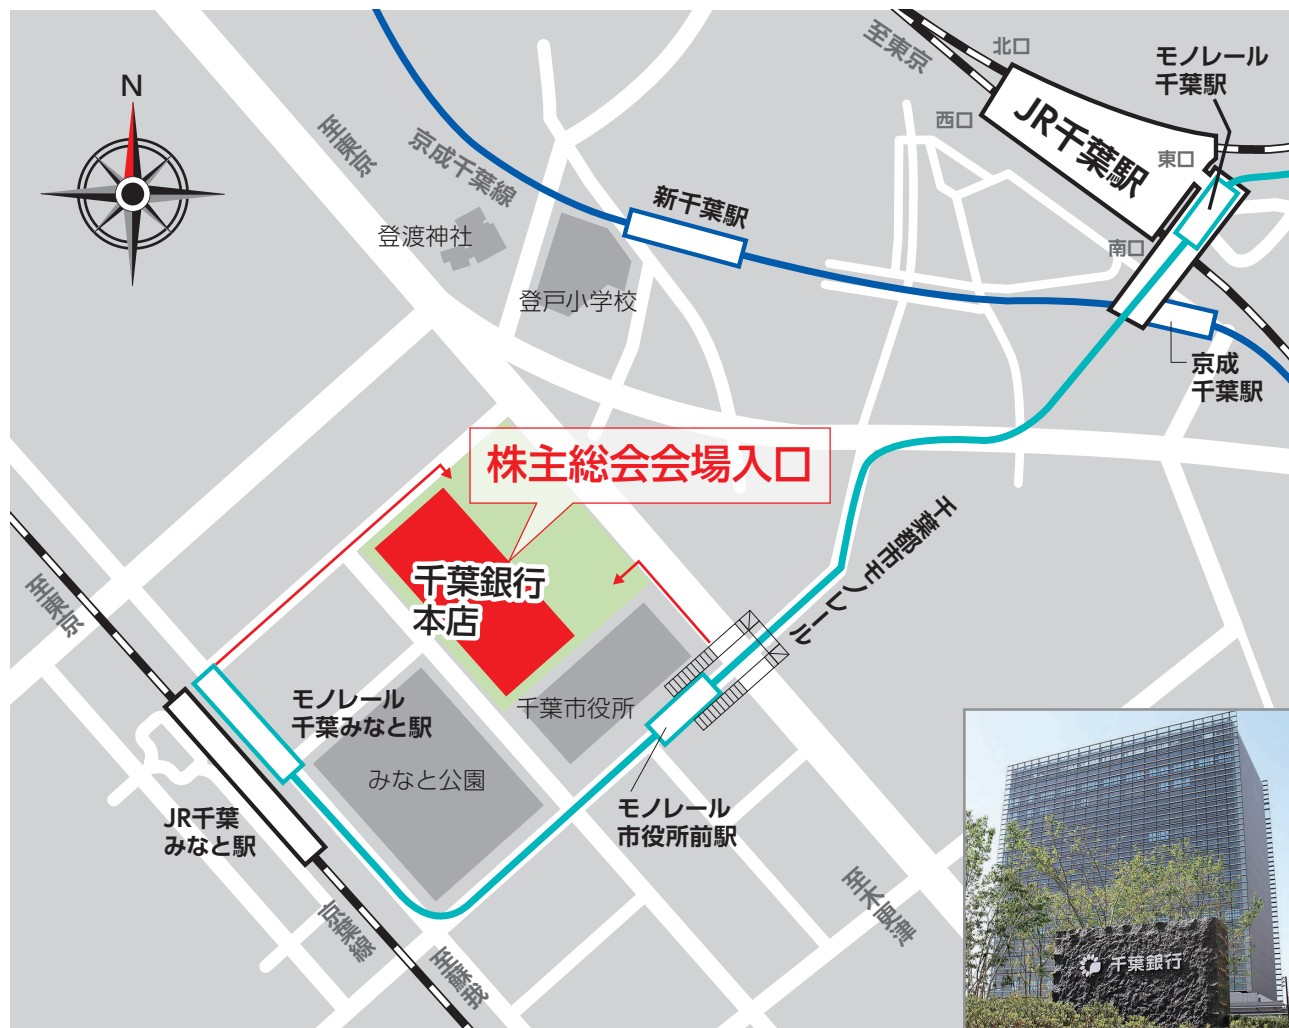 N
至東京
北口
モノレール
千葉駅
西口
JR千葉駅
東口
至東京
京成千葉線
新千葉駅
登渡神社
南口
登戸小学校
京成
千葉駅
株主総会会場入口
千葉都市モノレール
千葉銀行
本店
至東京
モノレール
千葉みなと駅
千葉市役所
みなと公園
JR千葉
みなと駅
モノレール
市役所前駅
至木更津
京葉線
至蘇我
千葉銀行